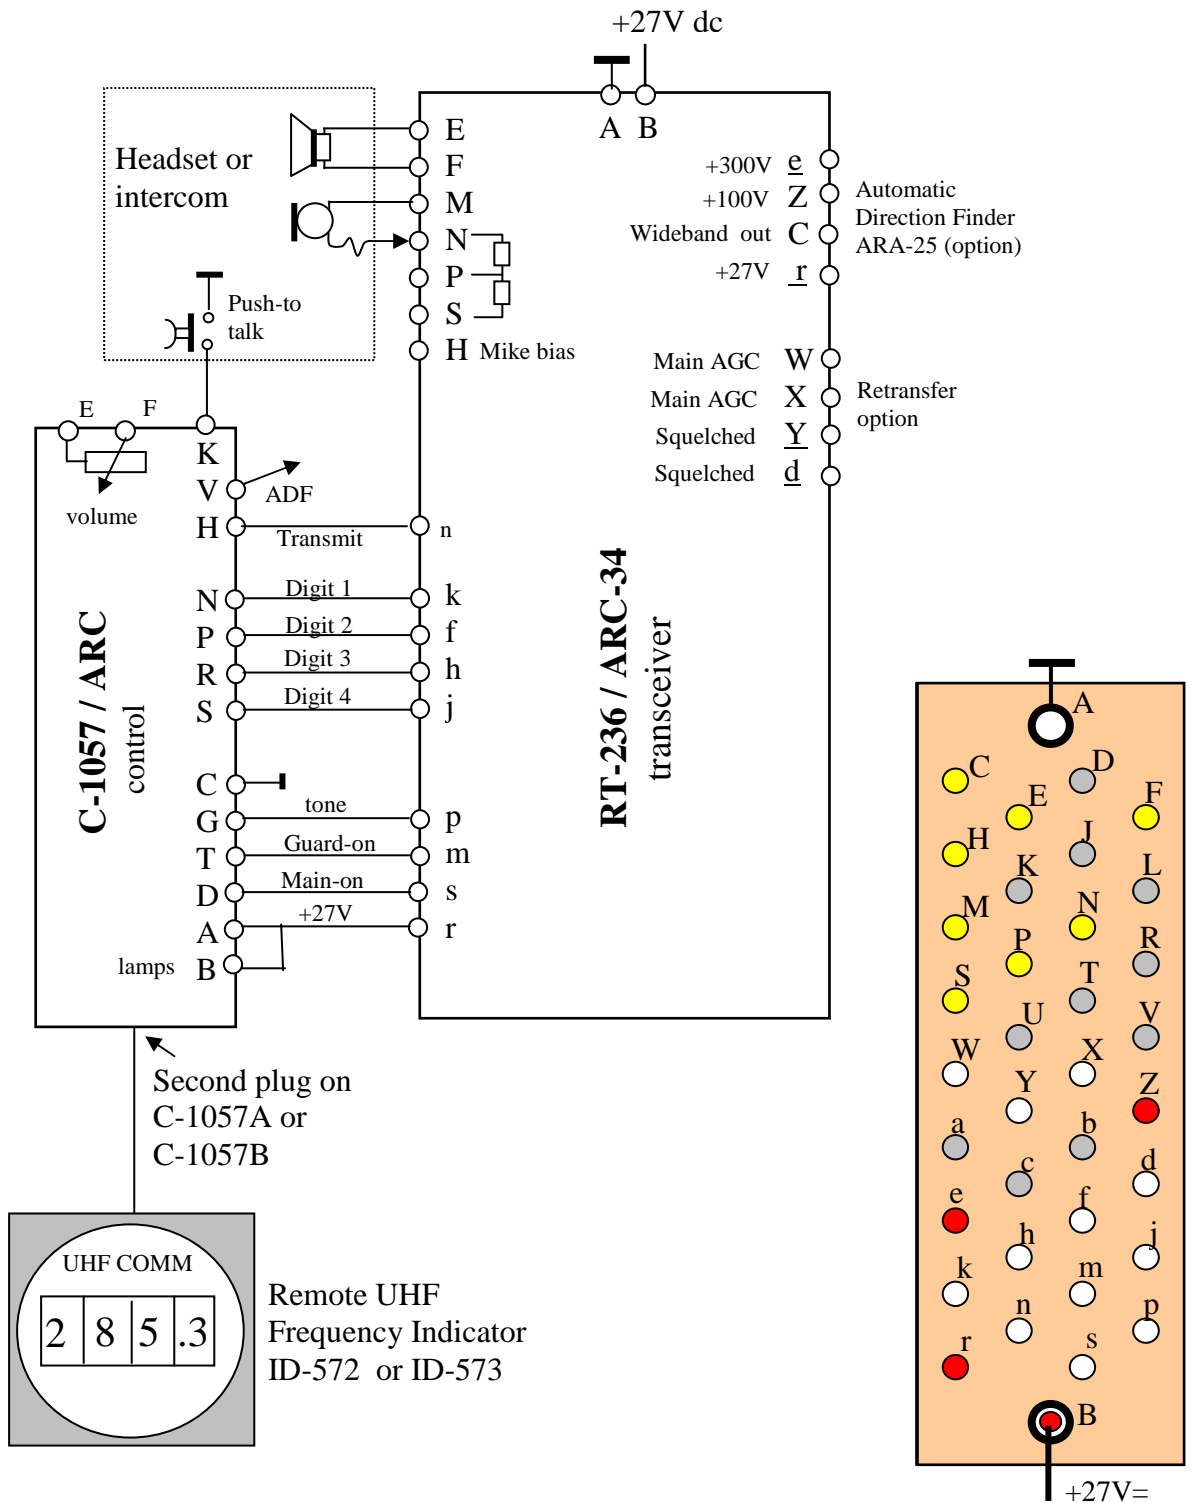 +27V dc
A B
Headset or
intercom
E
F
M
N
P
S
H Mike bias
Push-to
talk
+300V e
+100V Z
Wideband out C
+27V r
Automatic
Direction Finder
ARA-25 (option)
Main AGC W
Main AGC X
Squelched Y
Squelched d
Retransfer
option
E F
volume
K
V
ADF
H
Transmit
n
N
Digit 1
k
P
Digit 2
f
R
Digit 3
h
S
Digit 4
j
C
G
tone
p
T
Guard-on
m
D
Main-on
s
A
+27V
r
lamps B
C-1057 / ARC
control
RT-236 / ARC-34
transceiver
Second plug on
C-1057A or
C-1057B
UHF COMM
2 8 5 .3
Remote UHF
Frequency Indicator
ID-572 or ID-573
A
C D
E F
H J
K L
M N
P R
S T
U V
W X
Y Z
a b
c d
e f
h j
k m
n p
r s
B
+27V=